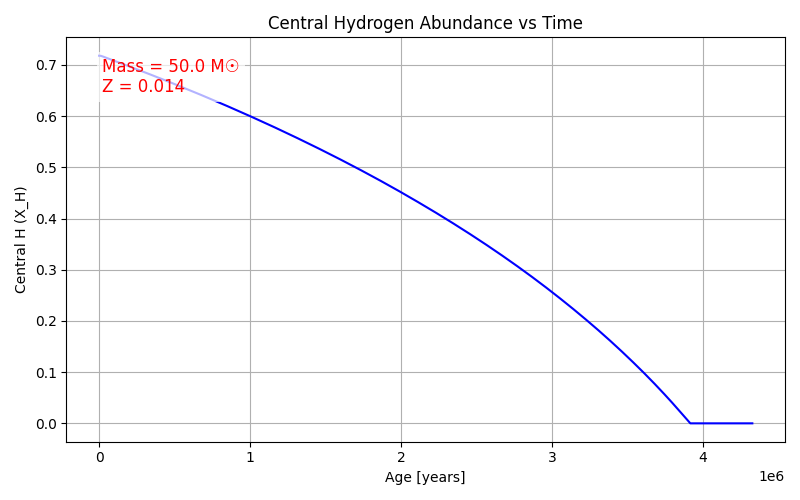 Central Hydrogen Abundance vs Time
Mass = 50.0 M☉
Z = 0.014
Central H (X_H)
0.7
0.6
0.5
0.4
0.3
0.2
0.1
0.0
0
1
2
3
4
1e6
Age [years]